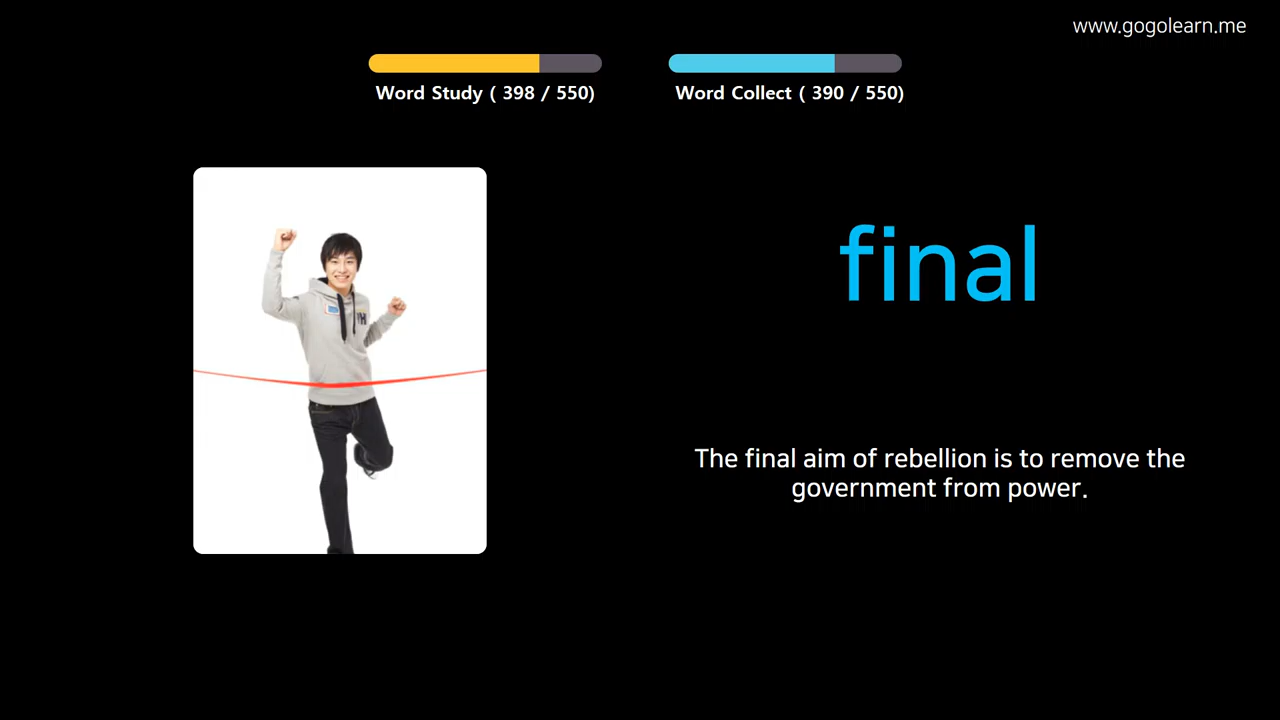 www.gogolearn.me
Word Study ( 398 / 550)
Word Collect ( 390 / 550)
final
The final aim of rebellion is to remove the
government from power.